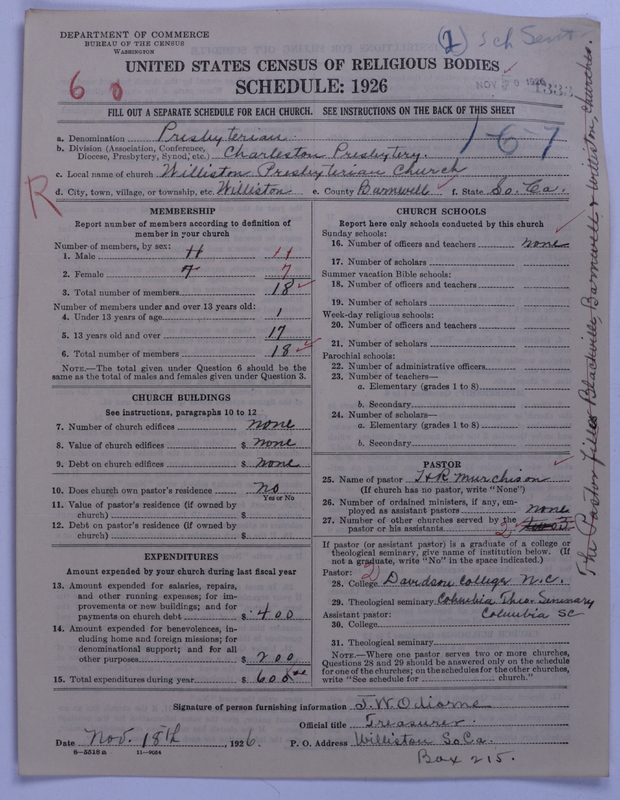 DEPARTMENT OF COMMERCE
BUREAU OF THE CENSUS
WASHINGTON
(2) Sch Sent
UNITED STATES CENSUS OF RELIGIOUS BODIES
SCHEDULE: 1926
6 0
NOV 1926
FILL OUT A SEPARATE SCHEDULE FOR EACH CHURCH. SEE INSTRUCTIONS ON THE BACK OF THIS SHEET
a. Denomination Presbyterian.
167
b. Division (Association, Conference, Diocese, Presbytery, Synod, etc.) Charleston Presbytery.
c. Local name of church Williston Presbyterian Church
d. City, town, village, or township, etc. Williston e. County Barnwell f. State So. Ca.
R
MEMBERSHIP
Report number of members according to definition of
member in your church
Number of members, by sex:
1. Male 11 11
2. Female 7 7
3. Total number of members 18
Number of members under and over 13 years old:
4. Under 13 years of age 1
5. 13 years old and over 17
6. Total number of members 18
NOTE.—The total given under Question 6 should be
same as the total of males and females given under Question 3.
CHURCH BUILDINGS
See instructions, paragraphs 10 to 12
7. Number of church edifices none
8. Value of church edifices $ none
9. Debt on church edifices $ none
10. Does church own pastor's residence no
Yes or No
11. Value of pastor's residence (if owned by
church) $
12. Debt on pastor's residence (if owned by
church) $
EXPENDITURES
Amount expended by your church during last fiscal year
13. Amount expended for salaries, repairs,
and other running expenses; for im-
provements or new buildings; and for
payments on church debt $ 400
14. Amount expended for benevolences, in-
cluding home and foreign missions; for
denominational support; and for all
other purposes $ 200
15. Total expenditures during year $ 600
CHURCH SCHOOLS
Report here only schools conducted by this church
Sunday schools:
16. Number of officers and teachers none
17. Number of scholars
Summer vacation Bible schools:
18. Number of officers and teachers
19. Number of scholars
Week-day religious schools:
20. Number of officers and teachers
21. Number of scholars
Parochial schools:
22. Number of administrative officers
23. Number of teachers—
a. Elementary (grades 1 to 8)
b. Secondary
24. Number of scholars—
a. Elementary (grades 1 to 8)
b. Secondary
PASTOR
25. Name of pastor H R Murchison
(If church has no pastor, write "None")
26. Number of ordained ministers, if any, em-
ployed as assistant pastors none
27. Number of other churches served by the
pastor or his assistants 2
If pastor (or assistant pastor) is a graduate of a college or
theological seminary, give name of institution below. (If
not a graduate, write "No" in the space indicated.)
Pastor:
28. College Davidson College N.C.
29. Theological seminary Columbia Theo. Seminary
Assistant pastor: Columbia SC
30. College
31. Theological seminary
NOTE.—Where one pastor serves two or more churches,
Questions 28 and 29 should be answered only on the schedule
for one of the churches; on the schedules for the other churches,
write "See schedule for church."
The Pastor fills Blackville, Barnwell & Williston, churches.
Signature of person furnishing information J. W. Odiorne
Official title Treasurer.
Date Nov. 18th, 1926. P. O. Address Williston So Ca.
Box 215.
8—5516 a 11—9054